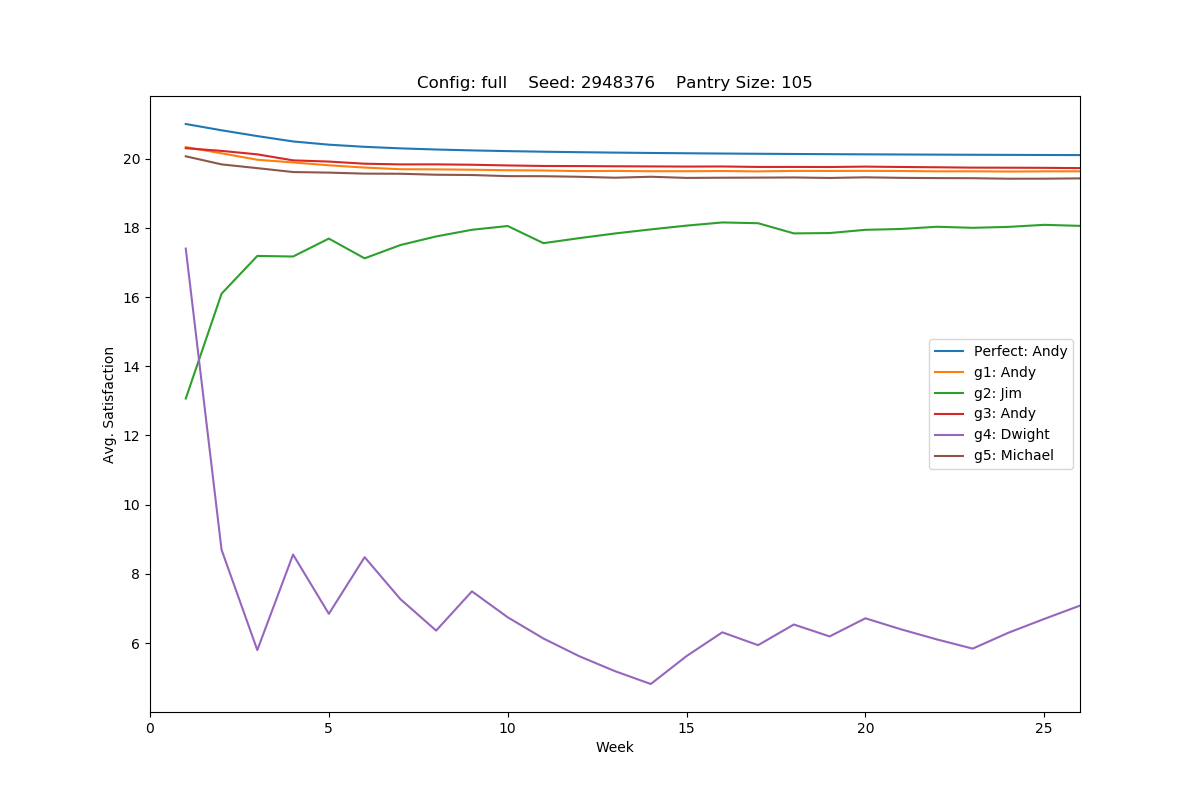 Config: full    Seed: 2948376    Pantry Size: 105
Avg. Satisfaction
20
18
16
14
12
10
8
6
Perfect: Andy
g1: Andy
g2: Jim
g3: Andy
g4: Dwight
g5: Michael
0 5 10 15 20 25
Week